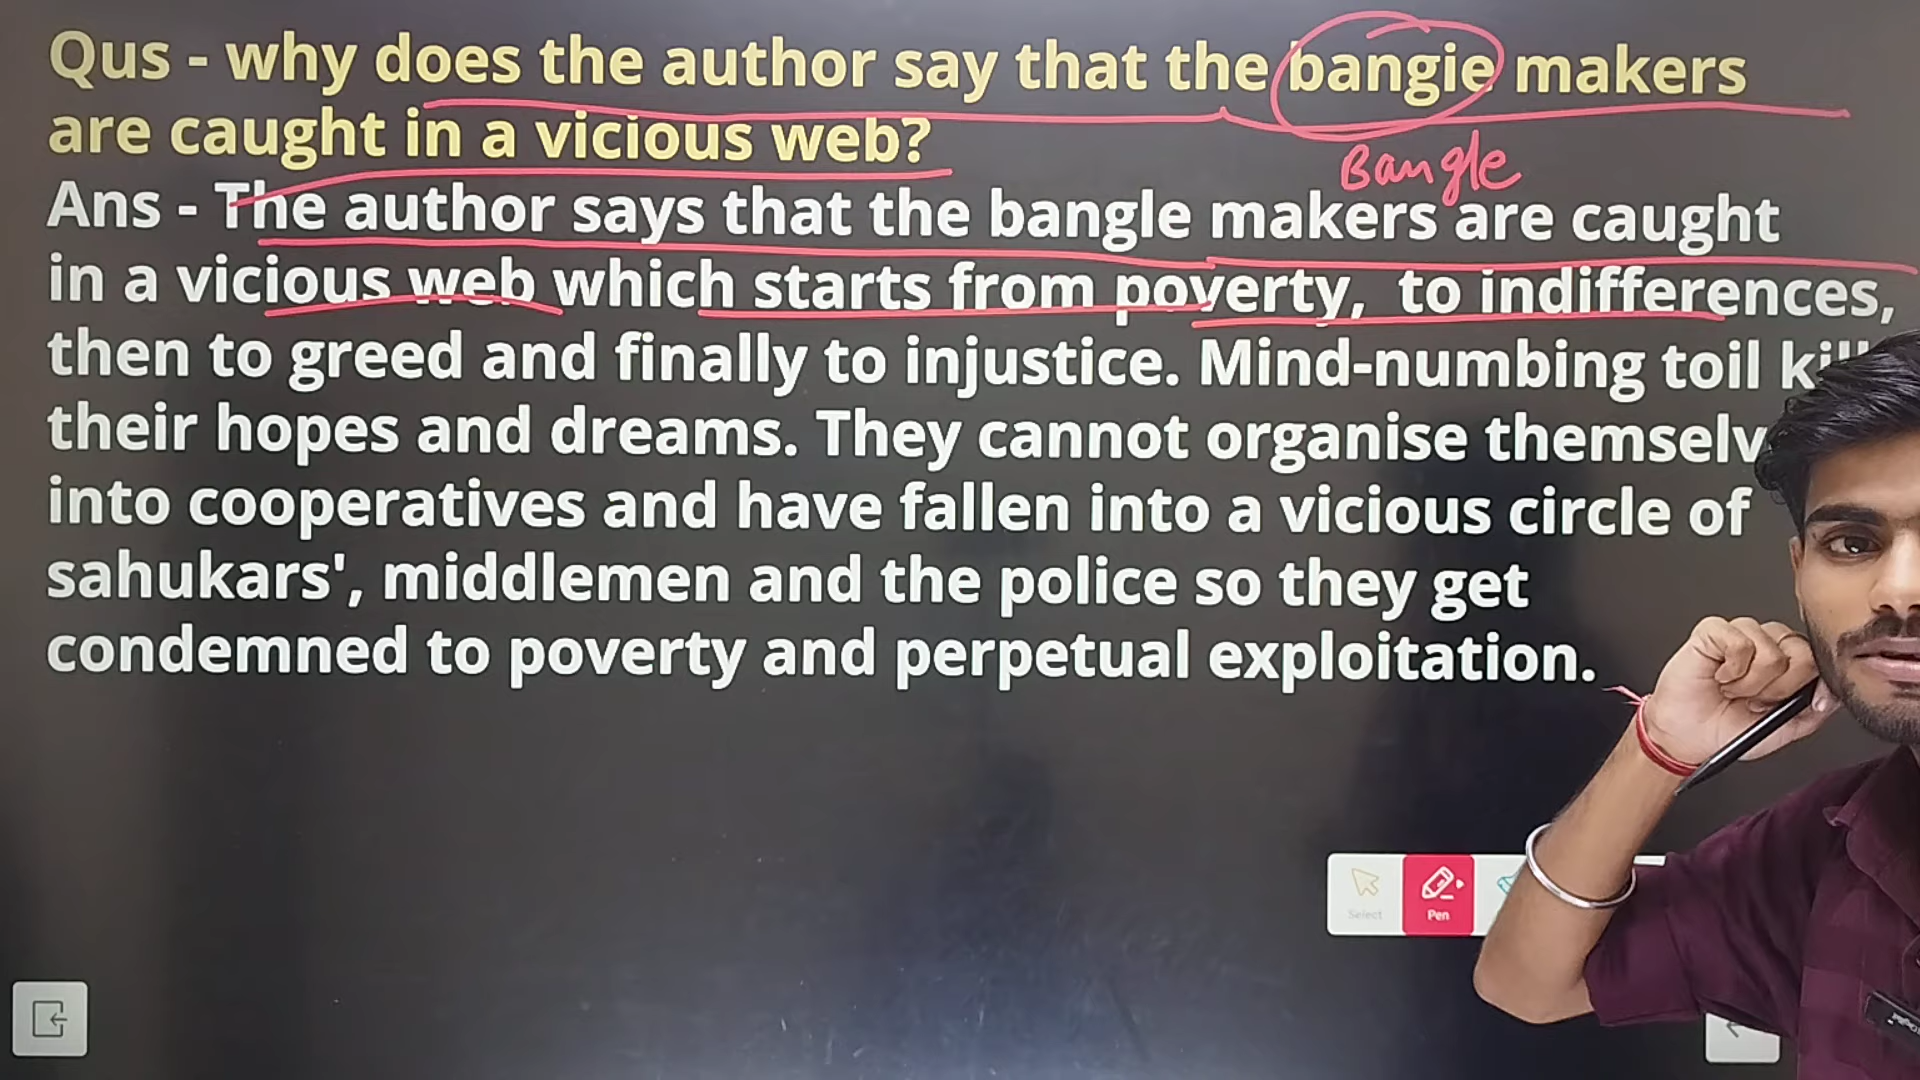 Qus - why does the author say that the bangie makers
Bangle
are caught in a vicious web?
Ans - The author says that the bangle makers are caught
in a vicious web which starts from poverty, to indifferences,
then to greed and finally to injustice. Mind-numbing toil
their hopes and dreams. They cannot organise
into cooperatives and have fallen into a vicious circle of
sahukars', middlemen and the police so they get
condemned to poverty and perpetual exploitation.
Select
Pen